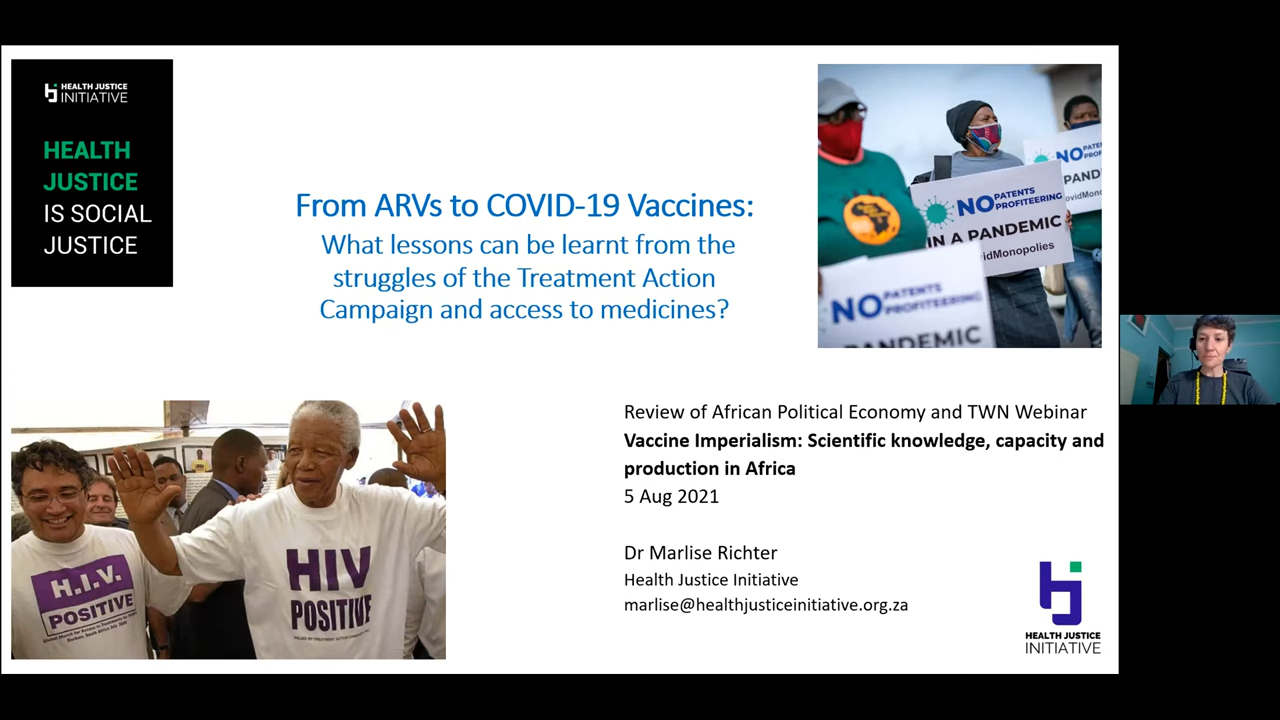 HEALTH JUSTICE
INITIATIVE
HEALTH
JUSTICE
IS SOCIAL
JUSTICE
From ARVs to COVID-19 Vaccines:
What lessons can be learnt from the
struggles of the Treatment Action
Campaign and access to medicines?
NO PATENTS
PROFITEERING
IN A PANDEMIC
NO
NO PATENTS
PROFITEERING
PANDEMIC
H.I.V.
POSITIVE
HIV
POSITIVE
Review of African Political Economy and TWN Webinar
Vaccine Imperialism: Scientific knowledge, capacity and
production in Africa
5 Aug 2021
Dr Marlise Richter
Health Justice Initiative
marlise@healthjusticeinitiative.org.za
HEALTH JUSTICE
INITIATIVE